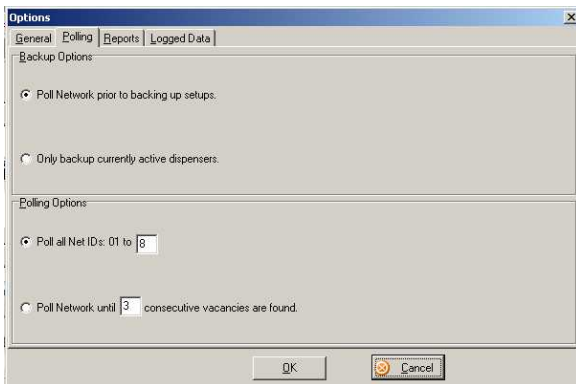 Options
General Polling Reports Logged Data
Backup Options
Poll Network prior to backing up setups.
Only backup currently active dispensers.
Polling Options
Poll all Net IDs: 01 to 8
Poll Network until 3 consecutive vacancies are found.
OK Cancel